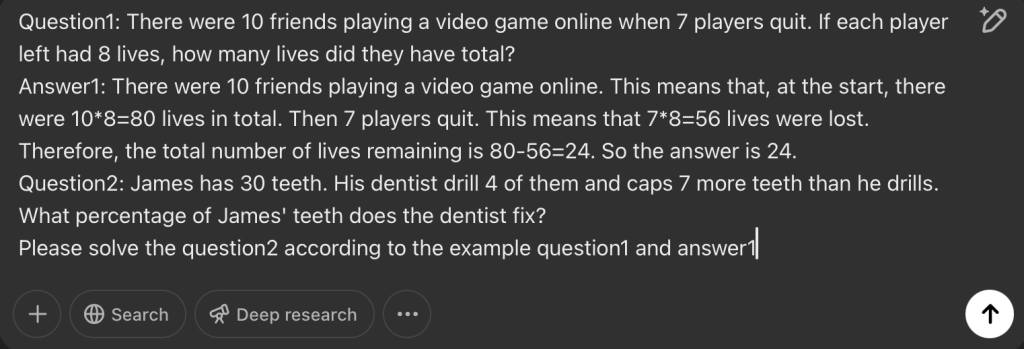 Question1: There were 10 friends playing a video game online when 7 players quit. If each player
left had 8 lives, how many lives did they have total?
Answer1: There were 10 friends playing a video game online. This means that, at the start, there
were 10*8=80 lives in total. Then 7 players quit. This means that 7*8=56 lives were lost.
Therefore, the total number of lives remaining is 80-56=24. So the answer is 24.
Question2: James has 30 teeth. His dentist drill 4 of them and caps 7 more teeth than he drills.
What percentage of James' teeth does the dentist fix?
Please solve the question2 according to the example question1 and answer1
Search Deep research